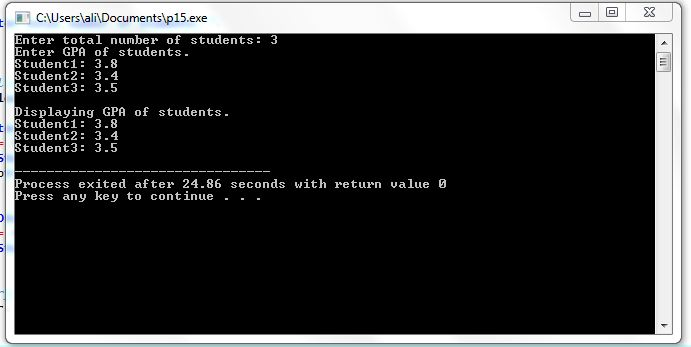 C:\Users\ali\Documents\p15.exe
Enter total number of students: 3
Enter GPA of students.
Student1: 3.8
Student2: 3.4
Student3: 3.5
Displaying GPA of students.
Student1: 3.8
Student2: 3.4
Student3: 3.5
--------------------------------
Process exited after 24.86 seconds with return value 0
Press any key to continue . . .